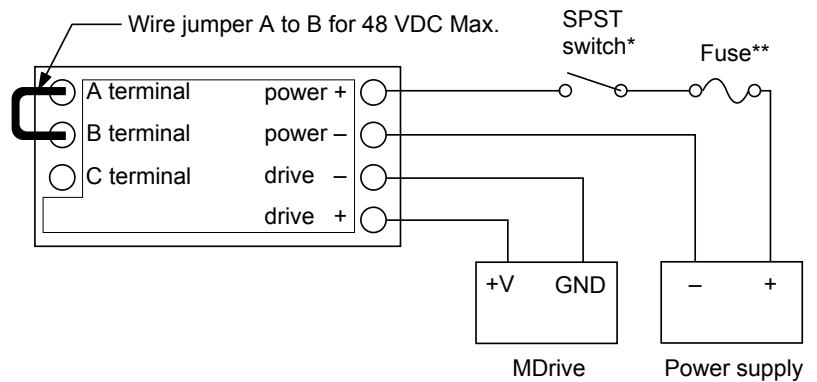 Wire jumper A to B for 48 VDC Max.
SPST
switch*
Fuse**
A terminal power +
B terminal power –
C terminal drive –
drive +
+V GND
– +
MDrive
Power supply